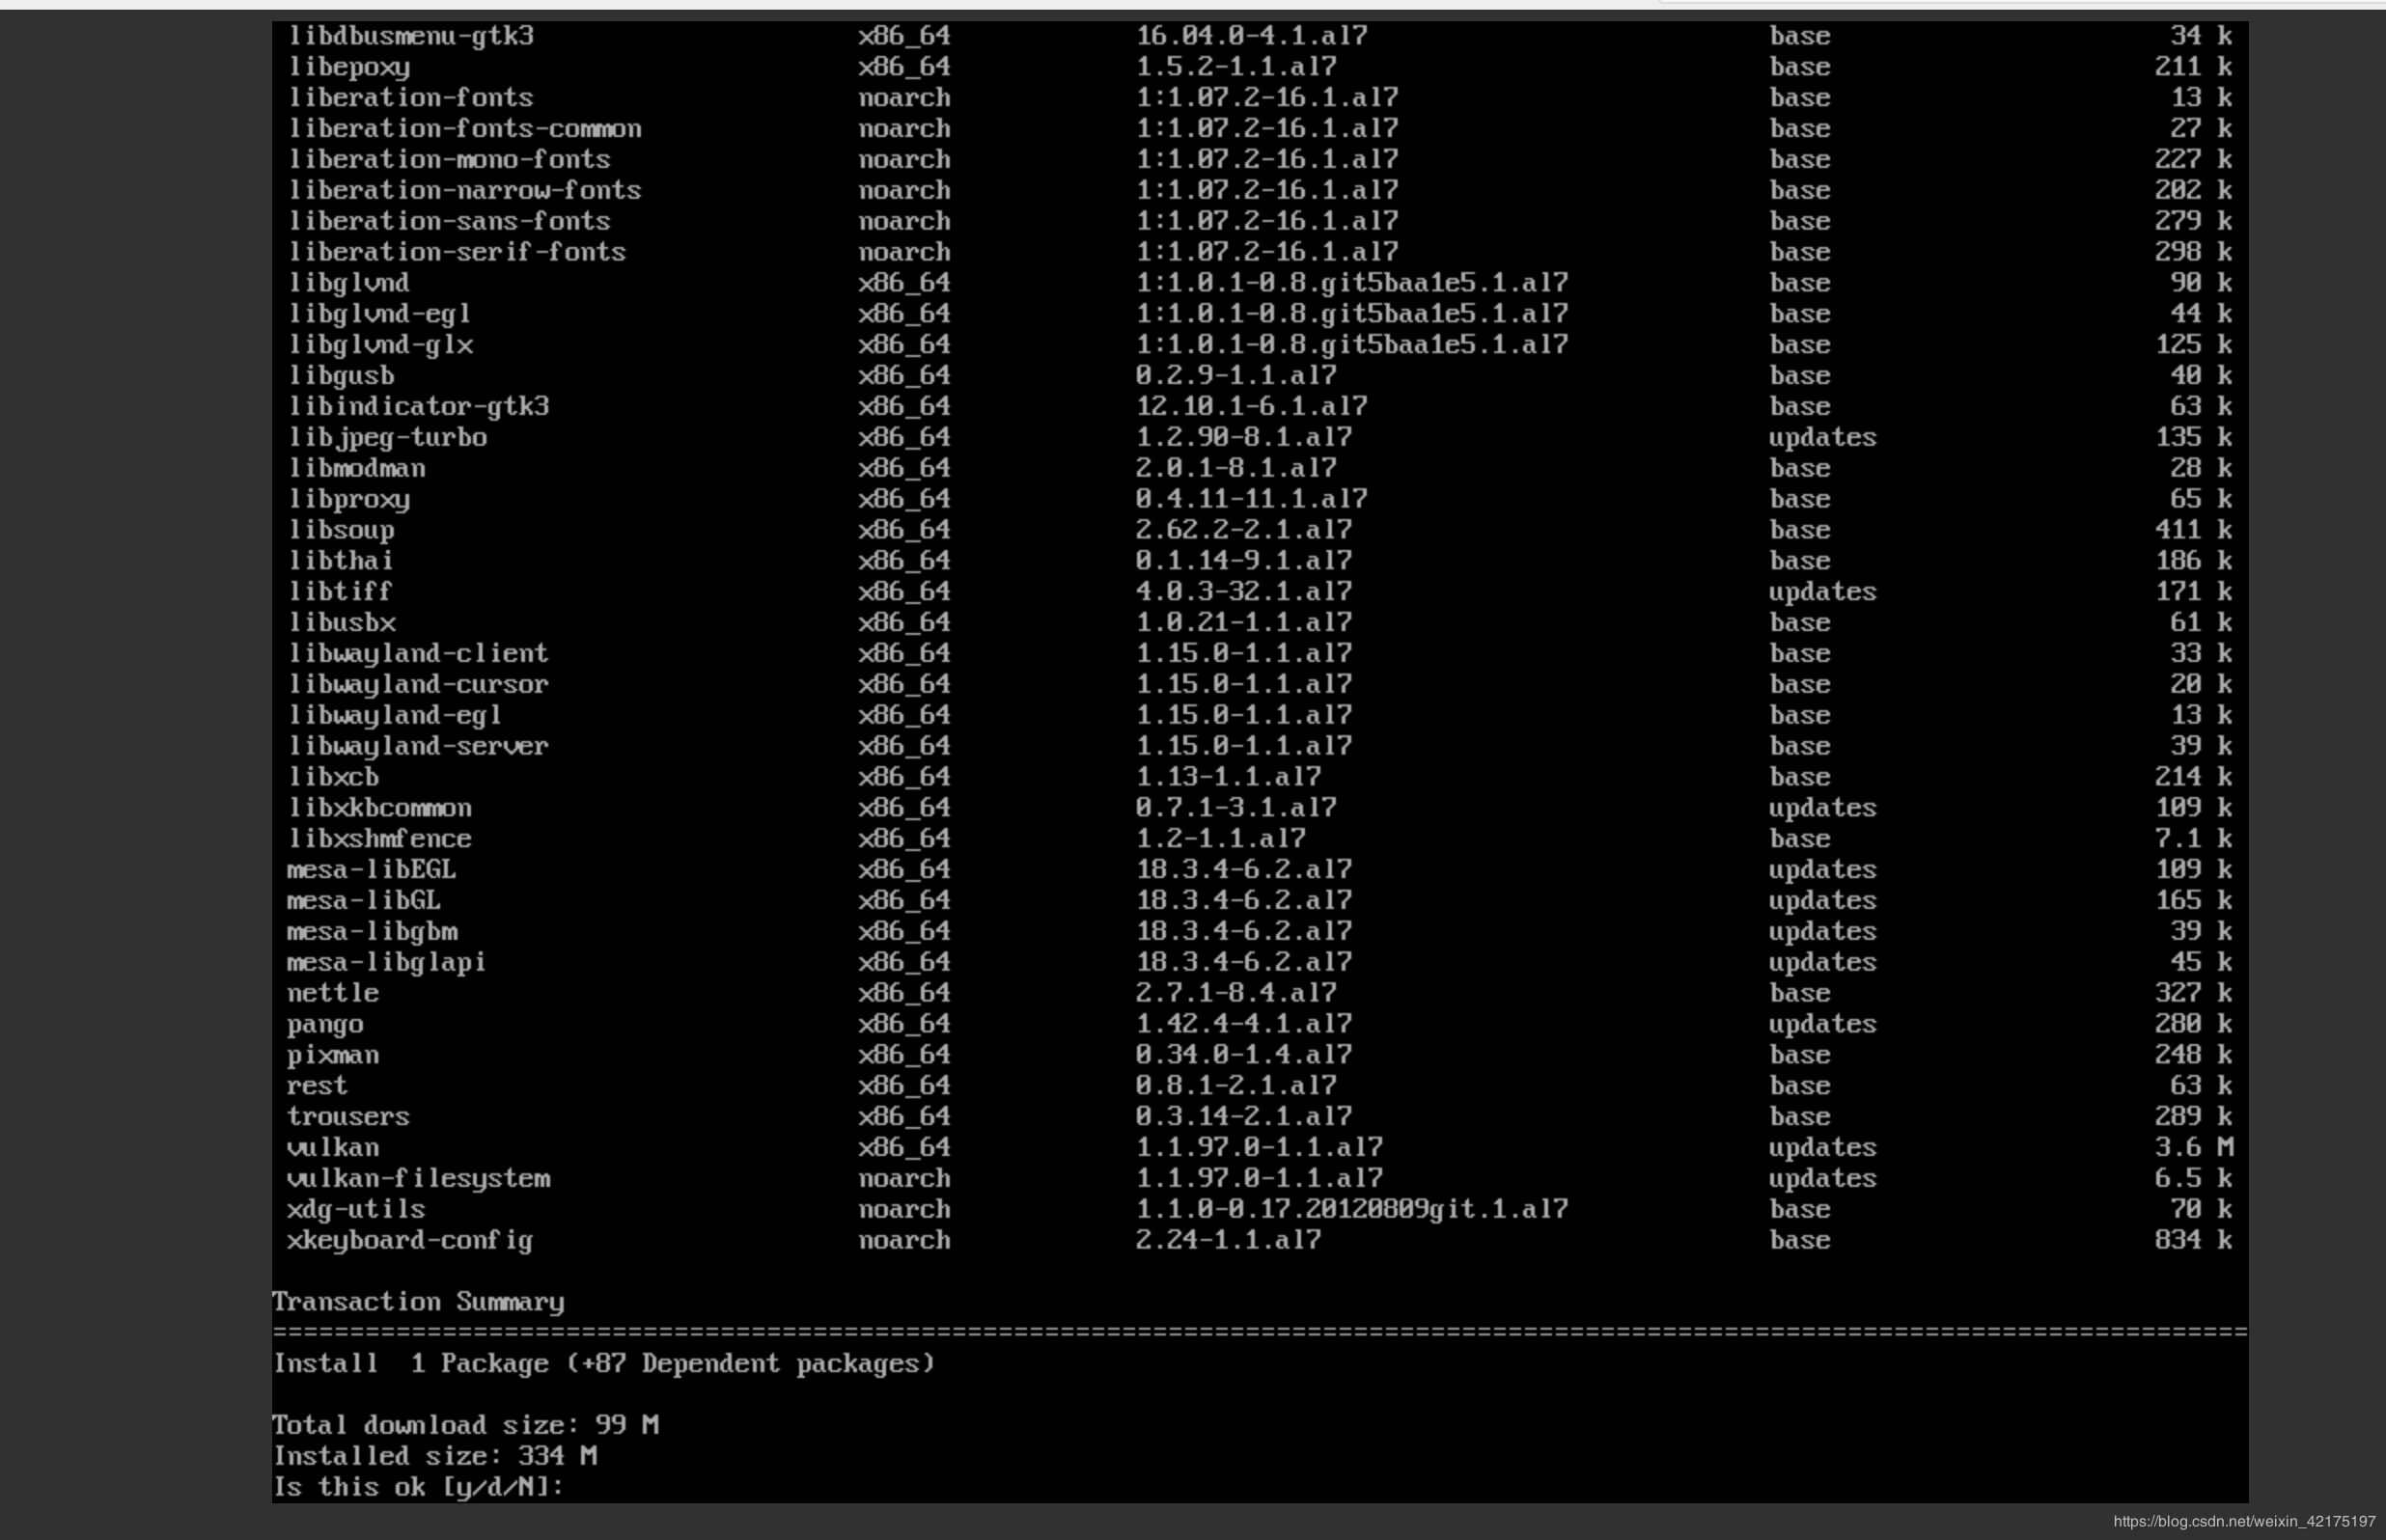 libdbusmenu-gtk3 x86_64 16.04.0-4.1.al7 base 34 k
libepoxy x86_64 1.5.2-1.1.al7 base 211 k
liberation-fonts noarch 1:1.07.2-16.1.al7 base 13 k
liberation-fonts-common noarch 1:1.07.2-16.1.al7 base 27 k
liberation-mono-fonts noarch 1:1.07.2-16.1.al7 base 227 k
liberation-narrow-fonts noarch 1:1.07.2-16.1.al7 base 202 k
liberation-sans-fonts noarch 1:1.07.2-16.1.al7 base 279 k
liberation-serif-fonts noarch 1:1.07.2-16.1.al7 base 298 k
libglvnd x86_64 1:1.0.1-0.8.git5baa1e5.1.al7 base 90 k
libglvnd-egl x86_64 1:1.0.1-0.8.git5baa1e5.1.al7 base 44 k
libglvnd-glx x86_64 1:1.0.1-0.8.git5baa1e5.1.al7 base 125 k
libgusb x86_64 0.2.9-1.1.al7 base 40 k
libindicator-gtk3 x86_64 12.10.1-6.1.al7 base 63 k
libjpeg-turbo x86_64 1.2.90-8.1.al7 updates 135 k
libmodman x86_64 2.0.1-8.1.al7 base 28 k
libproxy x86_64 0.4.11-11.1.al7 base 65 k
libsoup x86_64 2.62.2-2.1.al7 base 411 k
libthai x86_64 0.1.14-9.1.al7 base 186 k
libtiff x86_64 4.0.3-32.1.al7 updates 171 k
libusbx x86_64 1.0.21-1.1.al7 base 61 k
libwayland-client x86_64 1.15.0-1.1.al7 base 33 k
libwayland-cursor x86_64 1.15.0-1.1.al7 base 20 k
libwayland-egl x86_64 1.15.0-1.1.al7 base 13 k
libwayland-server x86_64 1.15.0-1.1.al7 base 39 k
libxcb x86_64 1.13-1.1.al7 base 214 k
libxkbcommon x86_64 0.7.1-3.1.al7 updates 109 k
libxshmfence x86_64 1.2-1.1.al7 base 7.1 k
mesa-libEGL x86_64 18.3.4-6.2.al7 updates 109 k
mesa-libGL x86_64 18.3.4-6.2.al7 updates 165 k
mesa-libgbm x86_64 18.3.4-6.2.al7 updates 39 k
mesa-libglapi x86_64 18.3.4-6.2.al7 updates 45 k
nettle x86_64 2.7.1-8.4.al7 base 327 k
pango x86_64 1.42.4-4.1.al7 updates 280 k
pixman x86_64 0.34.0-1.4.al7 base 248 k
rest x86_64 0.8.1-2.1.al7 base 63 k
trousers x86_64 0.3.14-2.1.al7 base 289 k
vulkan x86_64 1.1.97.0-1.1.al7 updates 3.6 M
vulkan-filesystem noarch 1.1.97.0-1.1.al7 updates 6.5 k
xdg-utils noarch 1.1.0-0.17.20120809git.1.al7 base 70 k
xkeyboard-config noarch 2.24-1.1.al7 base 834 k
Transaction Summary
================================================================================================================================
Install  1 Package (+87 Dependent packages)
Total download size: 99 M
Installed size: 334 M
Is this ok [y/d/N]:
https://blog.csdn.net/weixin_42175197